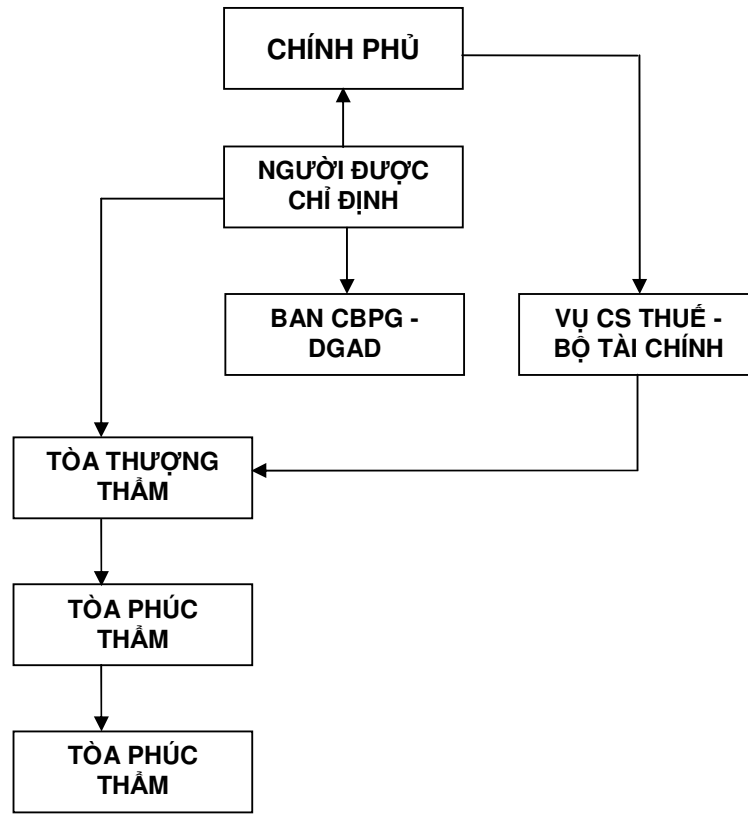 CHÍNH PHỦ
NGƯỜI ĐƯỢC
CHỈ ĐỊNH
BAN CBPG -
DGAD
VỤ CS THUẾ -
BỘ TÀI CHÍNH
TÒA THƯỢNG
THẨM
TÒA PHÚC
THẨM
TÒA PHÚC
THẨM